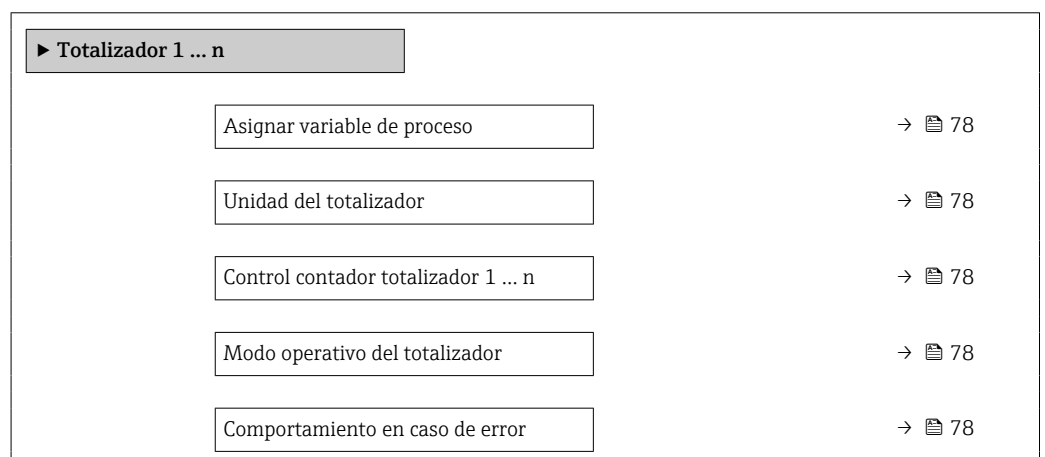 ▶ Totalizador 1 … n
Asignar variable de proceso → 78
Unidad del totalizador → 78
Control contador totalizador 1 … n → 78
Modo operativo del totalizador → 78
Comportamiento en caso de error → 78